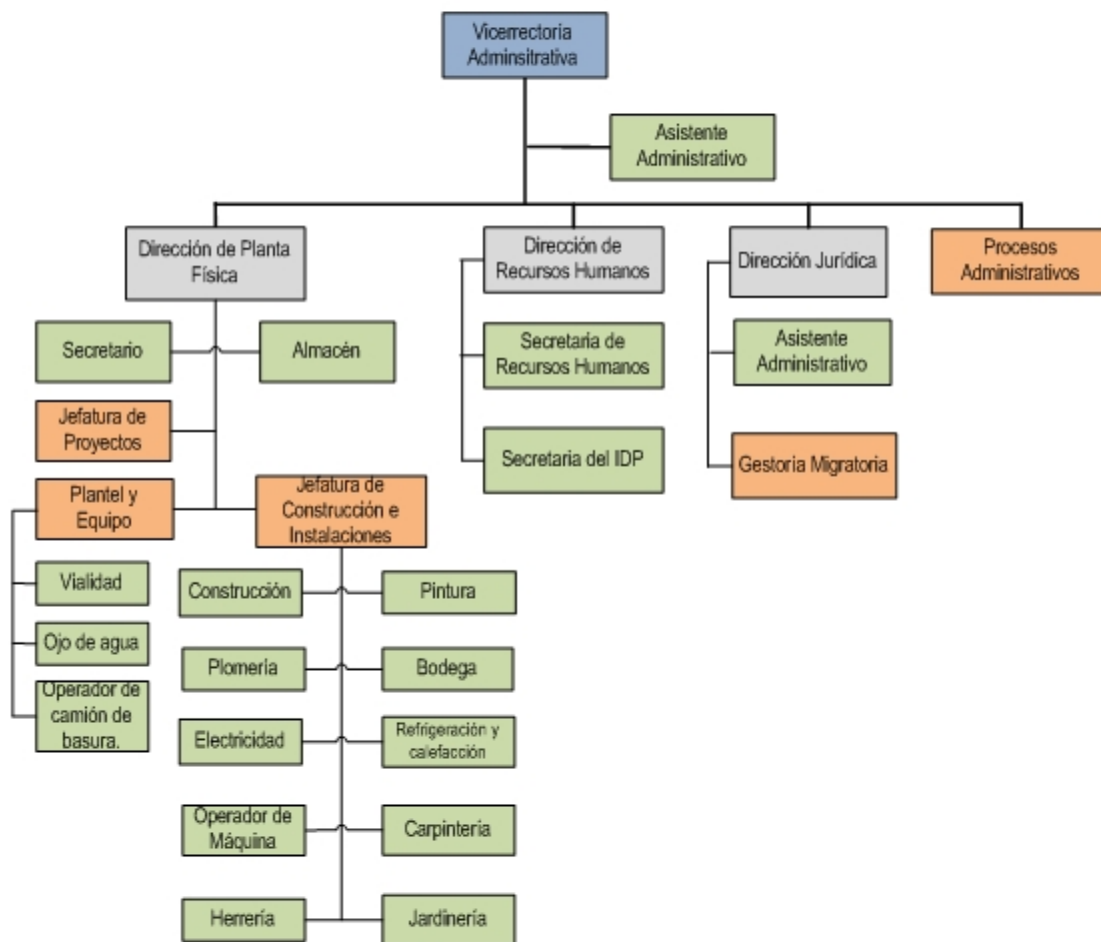 Vicerrectoría
Adminsitrativa
Asistente
Administrativo
Dirección de Planta
Física
Dirección de
Recursos Humanos
Dirección Jurídica
Procesos
Administrativos
Secretario
Almacén
Secretaria de
Recursos Humanos
Asistente
Administrativo
Jefatura de
Proyectos
Secretaria del IDP
Gestoría Migratoria
Plantel y
Equipo
Jefatura de
Construcción e
Instalaciones
Vialidad
Ojo de agua
Operador de
camión de
basura.
Construcción
Pintura
Plomería
Bodega
Electricidad
Refrigeración y
calefacción
Operador de
Máquina
Carpintería
Herrería
Jardinería